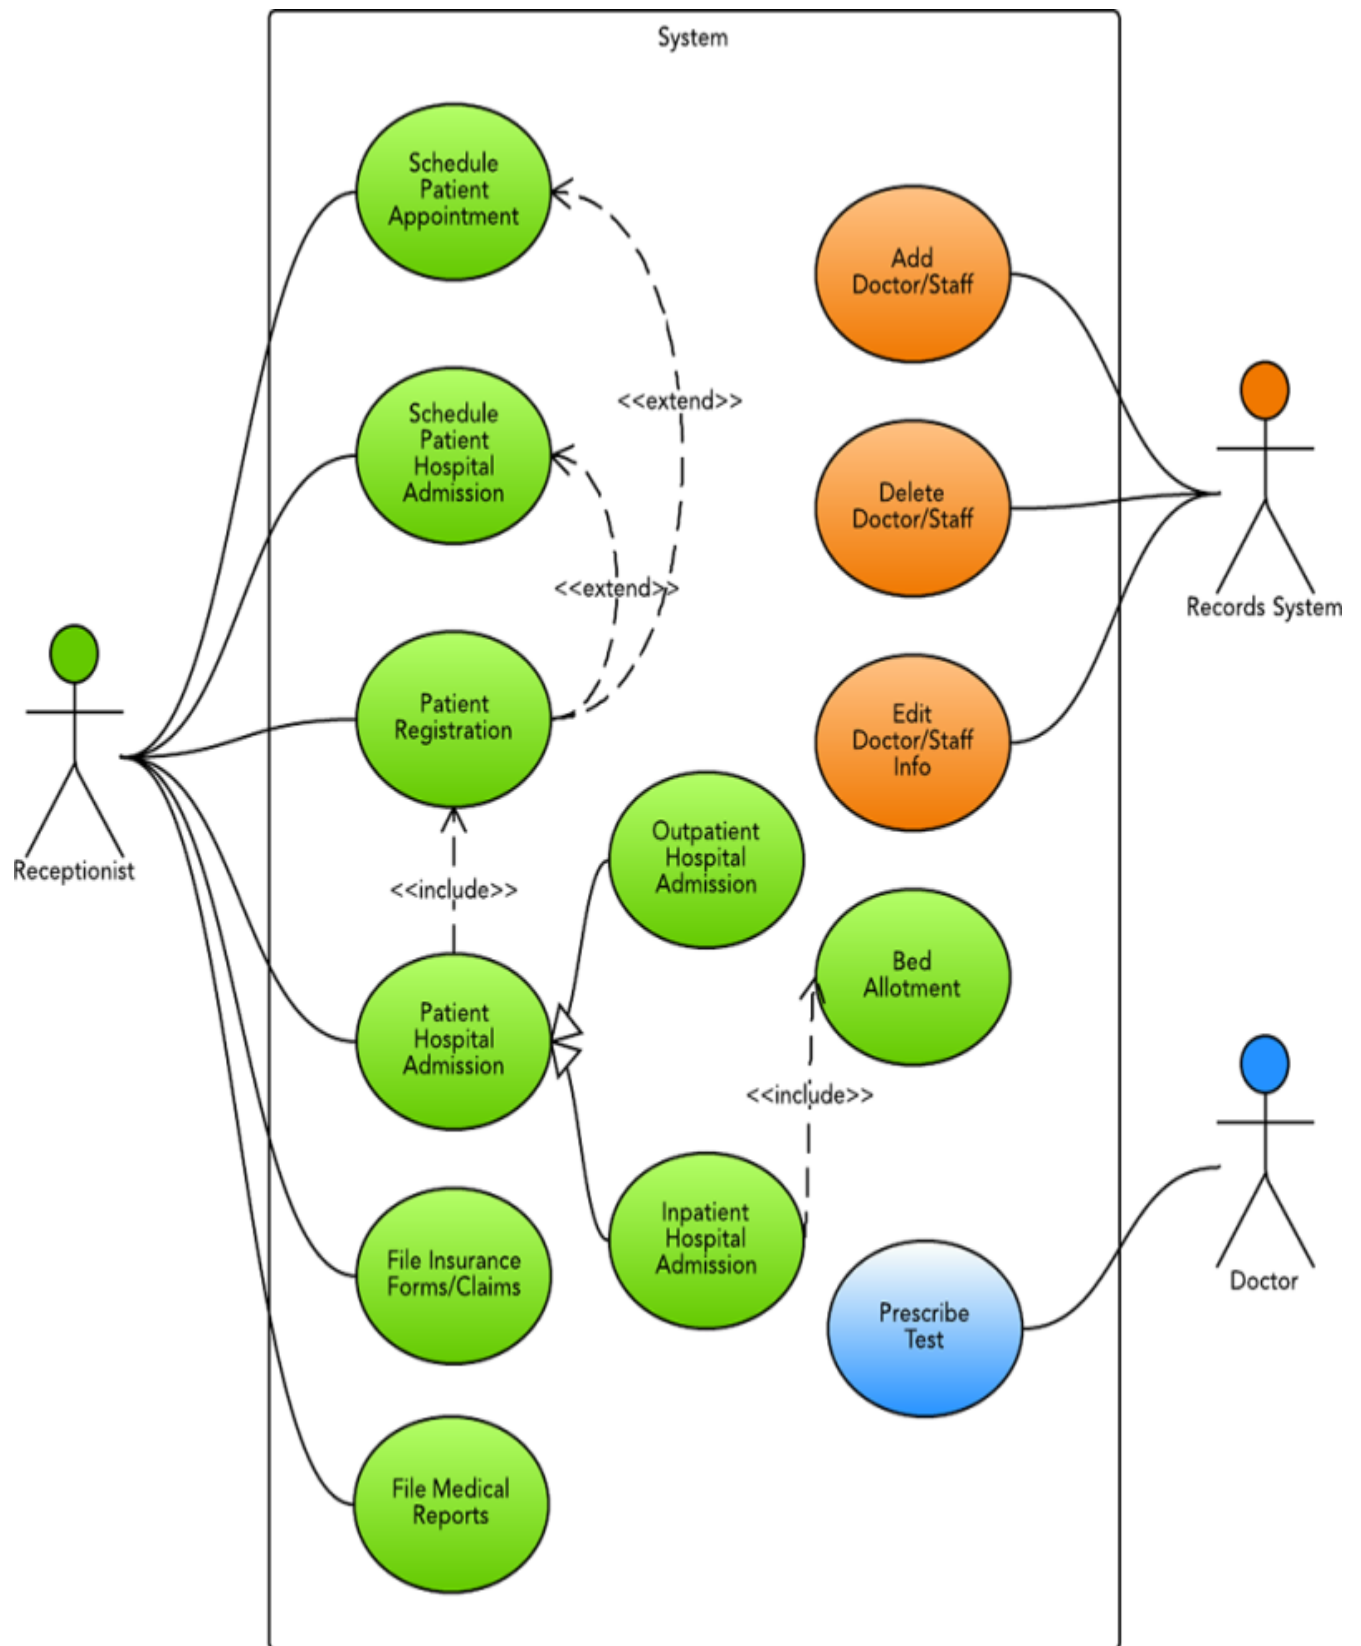 System
Schedule
Patient
Appointment
Add
Doctor/Staff
<<extend>>
Schedule
Patient
Hospital
Admission
Delete
Doctor/Staff
<<extend>>
Records System
Patient
Registration
Edit
Doctor/Staff
Info
Receptionist
Outpatient
Hospital
Admission
<<include>>
Bed
Allotment
Patient
Hospital
Admission
<<include>>
Inpatient
Hospital
Admission
File Insurance
Forms/Claims
Doctor
Prescribe
Test
File Medical
Reports